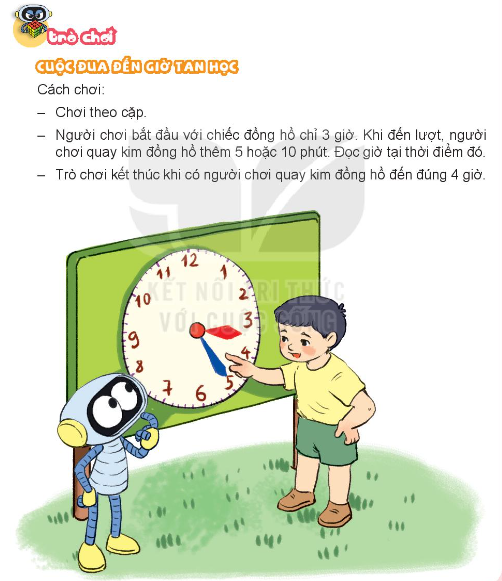 trò chơi
CUỘC ĐUA ĐẾN GIỜ TAN HỌC
Cách chơi:
– Chơi theo cặp.
– Người chơi bắt đầu với chiếc đồng hồ chỉ 3 giờ. Khi đến lượt, người
chơi quay kim đồng hồ thêm 5 hoặc 10 phút. Đọc giờ tại thời điểm đó.
– Trò chơi kết thúc khi có người chơi quay kim đồng hồ đến đúng 4 giờ.
12
11 1
10 2
9 3
8 4
7 5
6
KẾT NỐI TRI THỨC
VỚI CUỘC SỐNG